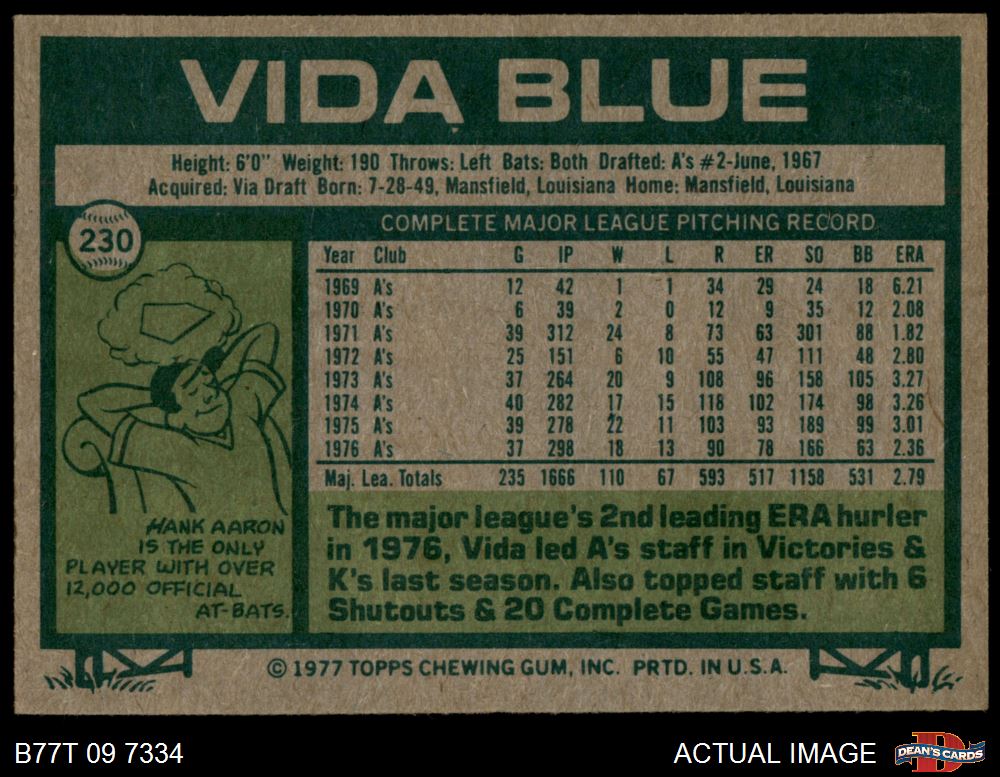 VIDA BLUE
Height: 6'0" Weight: 190 Throws: Left Bats: Both Drafted: A's #2-June, 1967
Acquired: Via Draft Born: 7-28-49, Mansfield, Louisiana Home: Mansfield, Louisiana
230
COMPLETE MAJOR LEAGUE PITCHING RECORD
Year Club G IP W L R ER SO BB ERA
1969 A's 12 42 1 1 34 29 24 18 6.21
1970 A's 6 39 2 0 12 9 35 12 2.08
1971 A's 39 312 24 8 73 63 301 88 1.82
1972 A's 25 151 6 10 55 47 111 48 2.80
1973 A's 37 264 20 9 108 96 158 105 3.27
1974 A's 40 282 17 15 118 102 174 98 3.26
1975 A's 39 278 22 11 103 93 189 99 3.01
1976 A's 37 298 18 13 90 78 166 63 2.36
Maj. Lea. Totals 235 1666 110 67 593 517 1158 531 2.79
HANK AARON
IS THE ONLY
PLAYER WITH OVER
12,000 OFFICIAL
AT-BATS.
The major league's 2nd leading ERA hurler
in 1976, Vida led A's staff in Victories &
K's last season. Also topped staff with 6
Shutouts & 20 Complete Games.
© 1977 TOPPS CHEWING GUM, INC. PRTD. IN U.S.A.
B77T 09 7334
ACTUAL IMAGE
DEAN'S CARDS